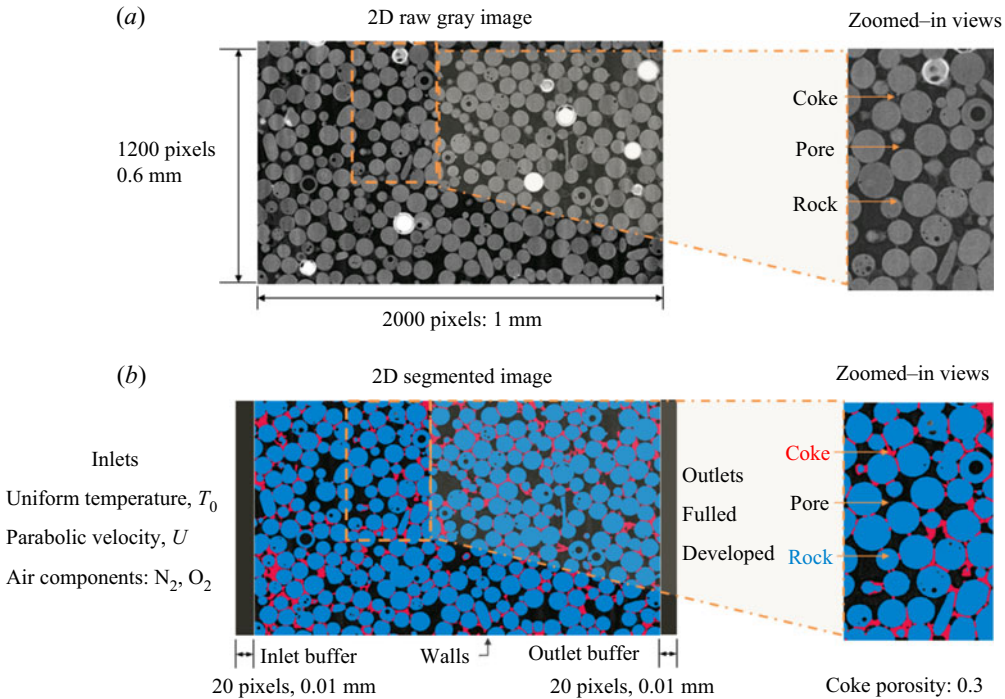 (a)
2D raw gray image
Zoomed–in views
1200 pixels
0.6 mm
Coke
Pore
Rock
2000 pixels: 1 mm
(b)
2D segmented image
Zoomed–in views
Inlets
Uniform temperature, T0
Parabolic velocity, U
Air components: N2, O2
Outlets
Fulled
Developed
Coke
Pore
Rock
Inlet buffer
Walls
Outlet buffer
20 pixels, 0.01 mm
20 pixels, 0.01 mm
Coke porosity: 0.3